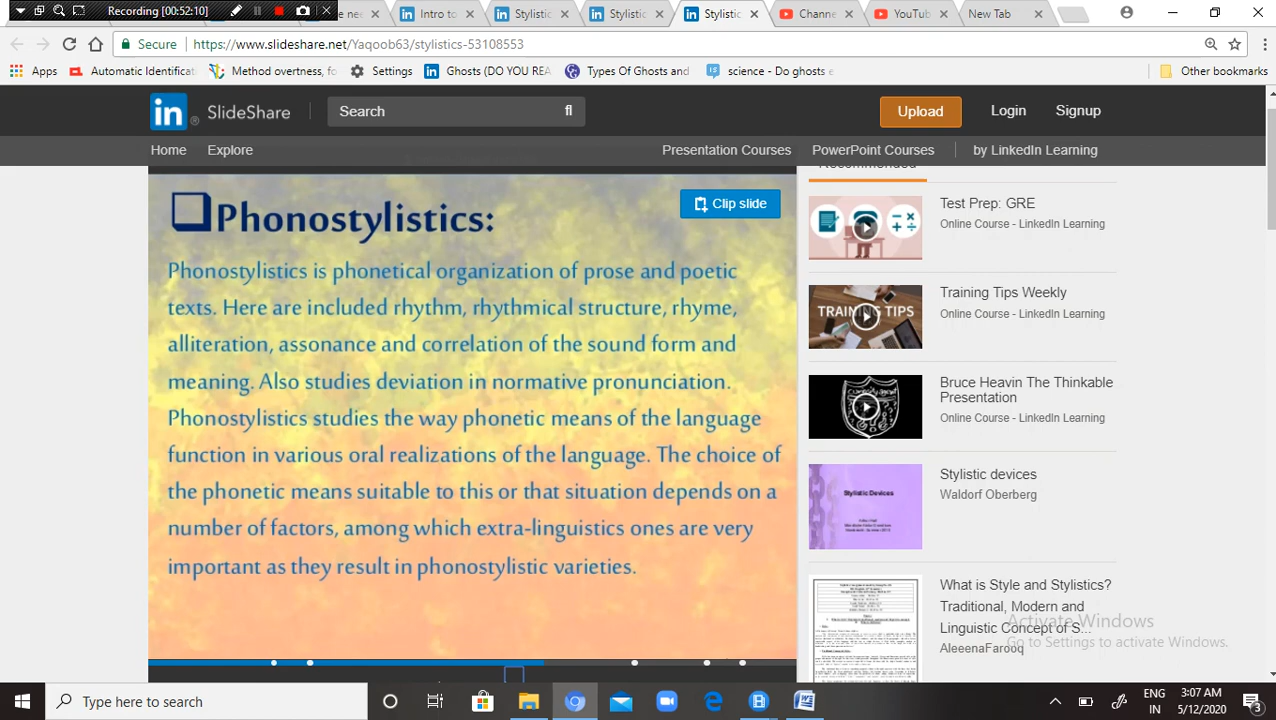 Recording [00:52:10]
e nee
Intro to
Stylistic
Stylistic
Stylistic
Channe
YouTub
New Tab
Secure
https://www.slideshare.net/Yaqoob63/stylistics-53108553
Apps
Automatic Identificat
Method overtness, fo
Settings
Ghosts (DO YOU REA
Types Of Ghosts and
science - Do ghosts e
Other bookmarks
in SlideShare
Search
fl
Upload
Login
Signup
Home
Explore
Presentation Courses
PowerPoint Courses
by LinkedIn Learning
Recommended
Phonostylistics:
Clip slide
Phonostylistics is phonetical organization of prose and poetic
texts. Here are included rhythm, rhythmical structure, rhyme,
alliteration, assonance and correlation of the sound form and
meaning. Also studies deviation in normative pronunciation.
Phonostylistics studies the way phonetic means of the language
function in various oral realizations of the language. The choice of
the phonetic means suitable to this or that situation depends on a
number of factors, among which extra-linguistics ones are very
important as they result in phonostylistic varieties.
Test Prep: GRE
Online Course - LinkedIn Learning
TRAINING TIPS
Training Tips Weekly
Online Course - LinkedIn Learning
Bruce Heavin The Thinkable
Presentation
Online Course - LinkedIn Learning
Stylistic Devices
Stylistic devices
Waldorf Oberberg
What is Style and Stylistics?
Traditional, Modern and
Linguistic Concept of S
AleeenaFarooq
Activate Windows
to Settings to activate Windows.
Type here to search
ENG
IN
3:07 AM
5/12/2020
3